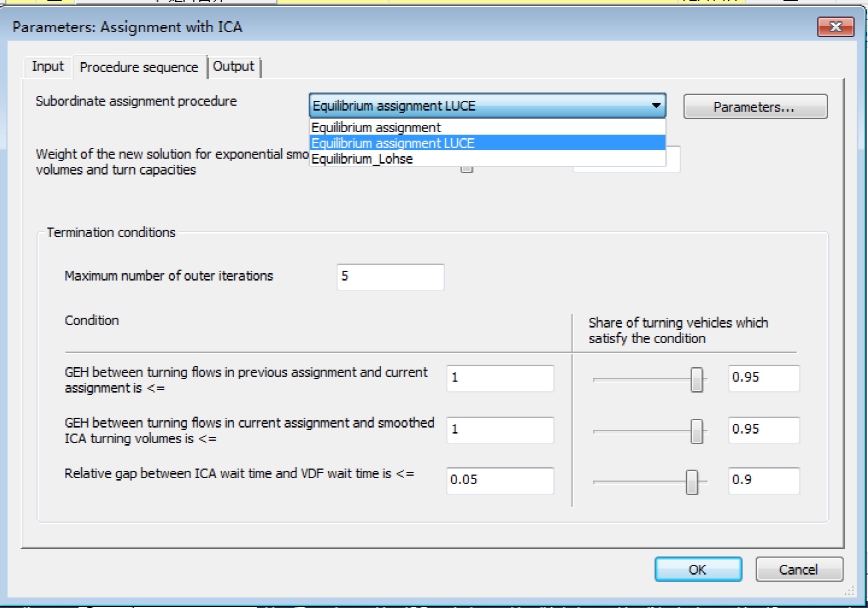 Parameters: Assignment with ICA
Input Procedure sequence Output
Subordinate assignment procedure
Equilibrium assignment LUCE
Parameters...
Equilibrium assignment
Equilibrium assignment LUCE
Equilibrium_Lohse
Weight of the new solution for exponential smo
volumes and turn capacities
Termination conditions
Maximum number of outer iterations 5
Condition
Share of turning vehicles which
satisfy the condition
GEH between turning flows in previous assignment and current
assignment is <=
1
0.95
GEH between turning flows in current assignment and smoothed
ICA turning volumes is <=
1
0.95
Relative gap between ICA wait time and VDF wait time is <=
0.05
0.9
OK Cancel